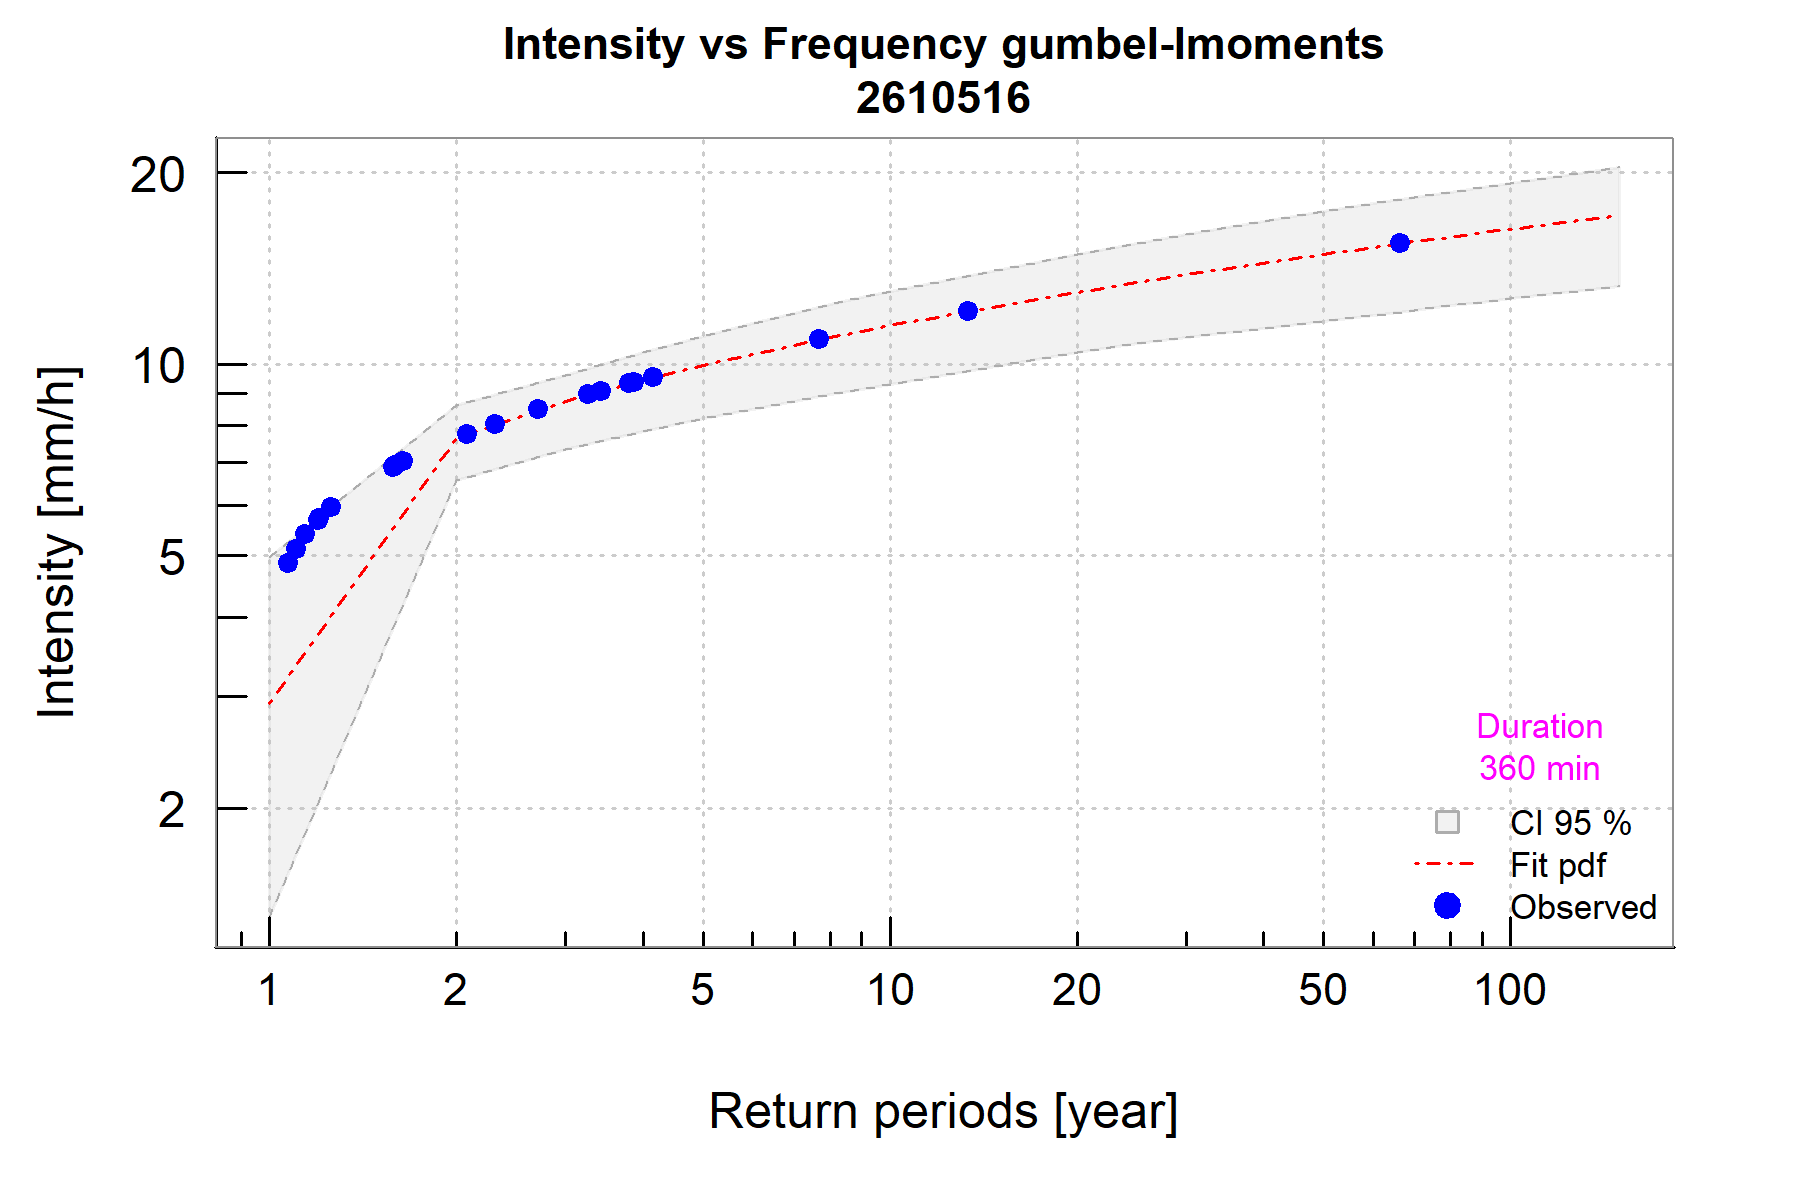 Intensity vs Frequency gumbel-lmoments
2610516
Intensity [mm/h]
20
10
5
2
Duration
360 min
CI 95 %
Fit pdf
Observed
1 2 5 10 20 50 100
Return periods [year]